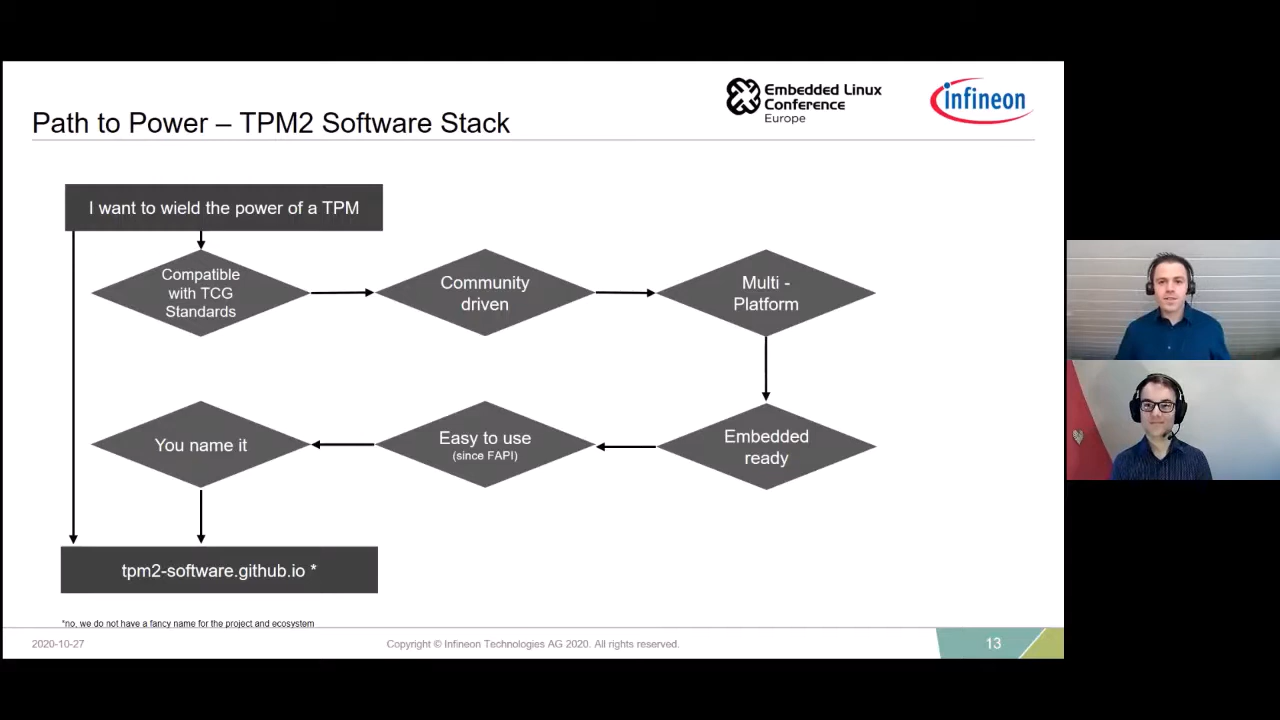 Embedded Linux
Conference
Europe
infineon
Path to Power – TPM2 Software Stack
I want to wield the power of a TPM
Compatible
with TCG
Standards
Community
driven
Multi -
Platform
You name it
Easy to use
(since FAPI)
Embedded
ready
tpm2-software.github.io *
*no, we do not have a fancy name for the project and ecosystem
2020-10-27
Copyright © Infineon Technologies AG 2020. All rights reserved.
13